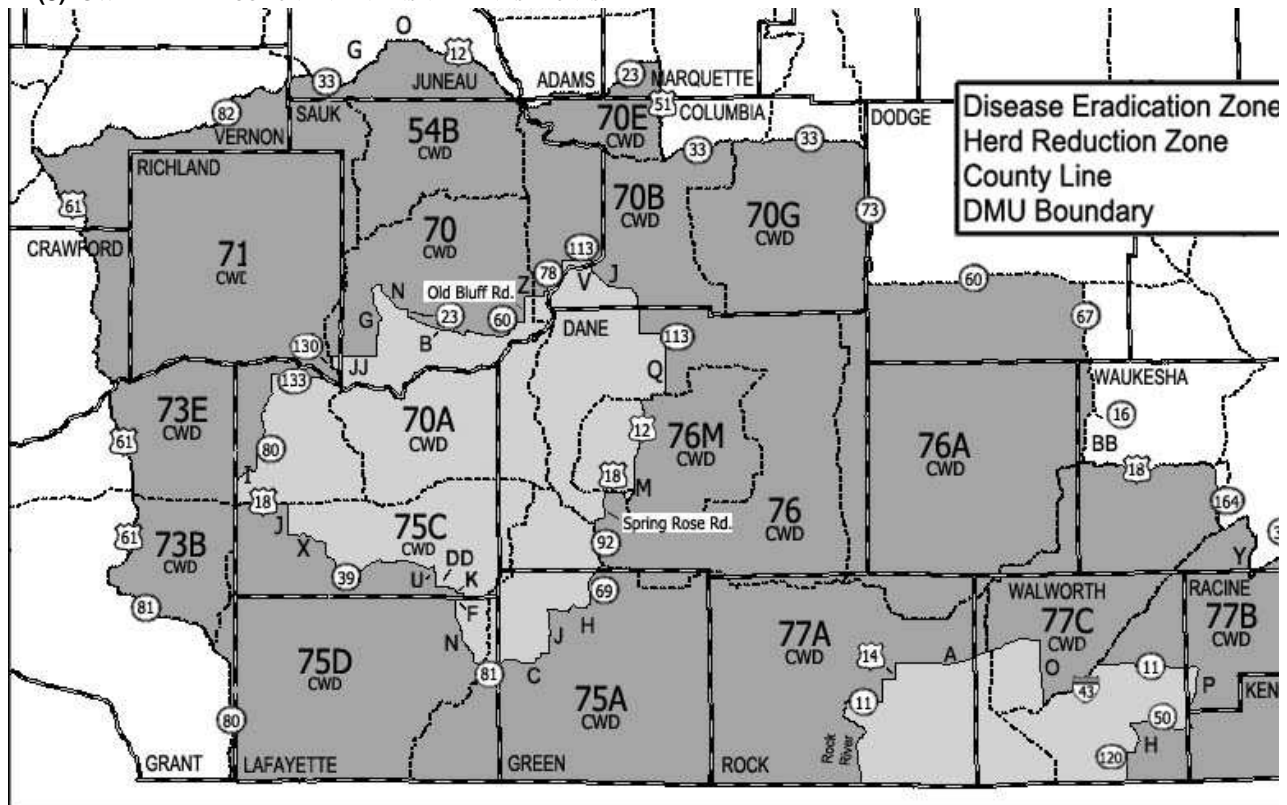 O
G
12
33
JUNEAU
ADAMS
23
MARQUETTE
82
VERNON
SAUK
51
COLUMBIA
DODGE
Disease Eradication Zone
Herd Reduction Zone
County Line
DMU Boundary
54B
CWD
70E
CWD
33
33
RICHLAND
61
70B
CWD
70G
CWD
73
CRAWFORD
71
70
CWD
113
78
V
J
60
N
Old Bluff Rd.
Z
G
23
60
B
DANE
113
67
130
JJ
Q
WAUKESHA
133
73E
CWD
70A
CWD
12
76M
CWD
76A
CWD
16
BB
61
80
I
18
18
M
18
164
Spring Rose Rd.
76
CWD
J
75C
CWD
73B
CWD
61
X
92
DD
39
U
K
Y
81
F
N
69
H
J
WALWORTH
RACINE
77C
CWD
77B
CWD
75D
CWD
81
C
77A
CWD
14
A
O
11
43
75A
CWD
11
P
KEN
80
50
H
120
Rock
River
GRANT
LAFAYETTE
GREEN
ROCK